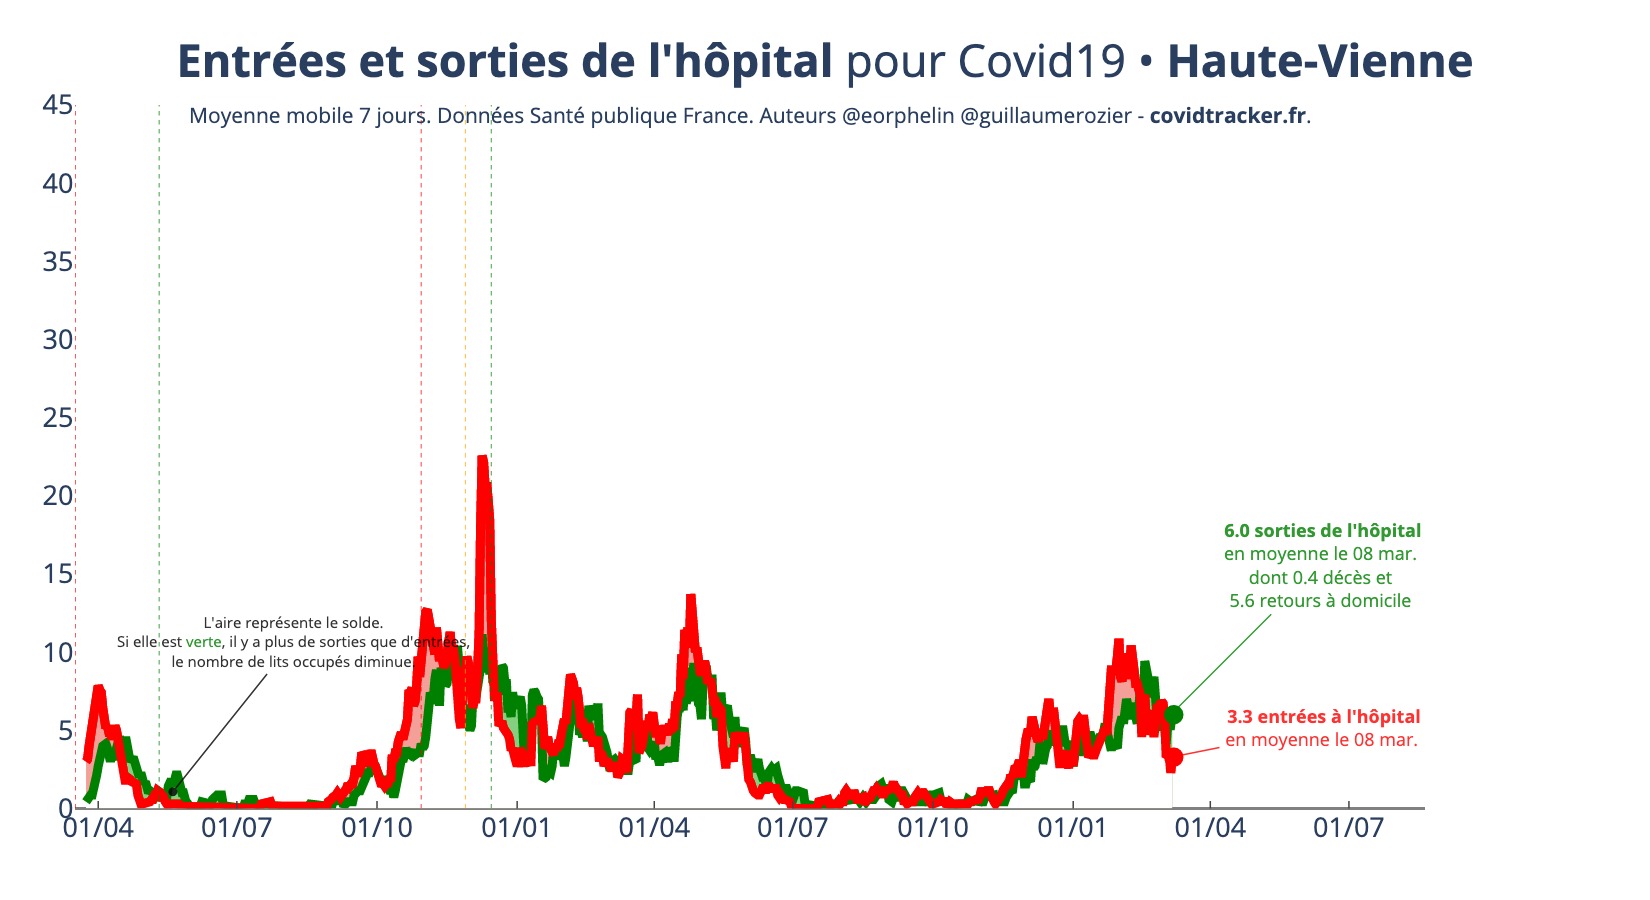 Entrées et sorties de l'hôpital pour Covid19 • Haute-Vienne
Moyenne mobile 7 jours. Données Santé publique France. Auteurs @eorphelin @guillaumerozier - covidtracker.fr.
45
40
35
30
25
20
15
10
5
0
6.0 sorties de l'hôpital
en moyenne le 08 mar.
dont 0.4 décès et
5.6 retours à domicile
L'aire représente le solde.
Si elle est verte, il y a plus de sorties que d'entrées,
le nombre de lits occupés diminue.
3.3 entrées à l'hôpital
en moyenne le 08 mar.
01/04 01/07 01/10 01/01 01/04 01/07 01/10 01/01 01/04 01/07